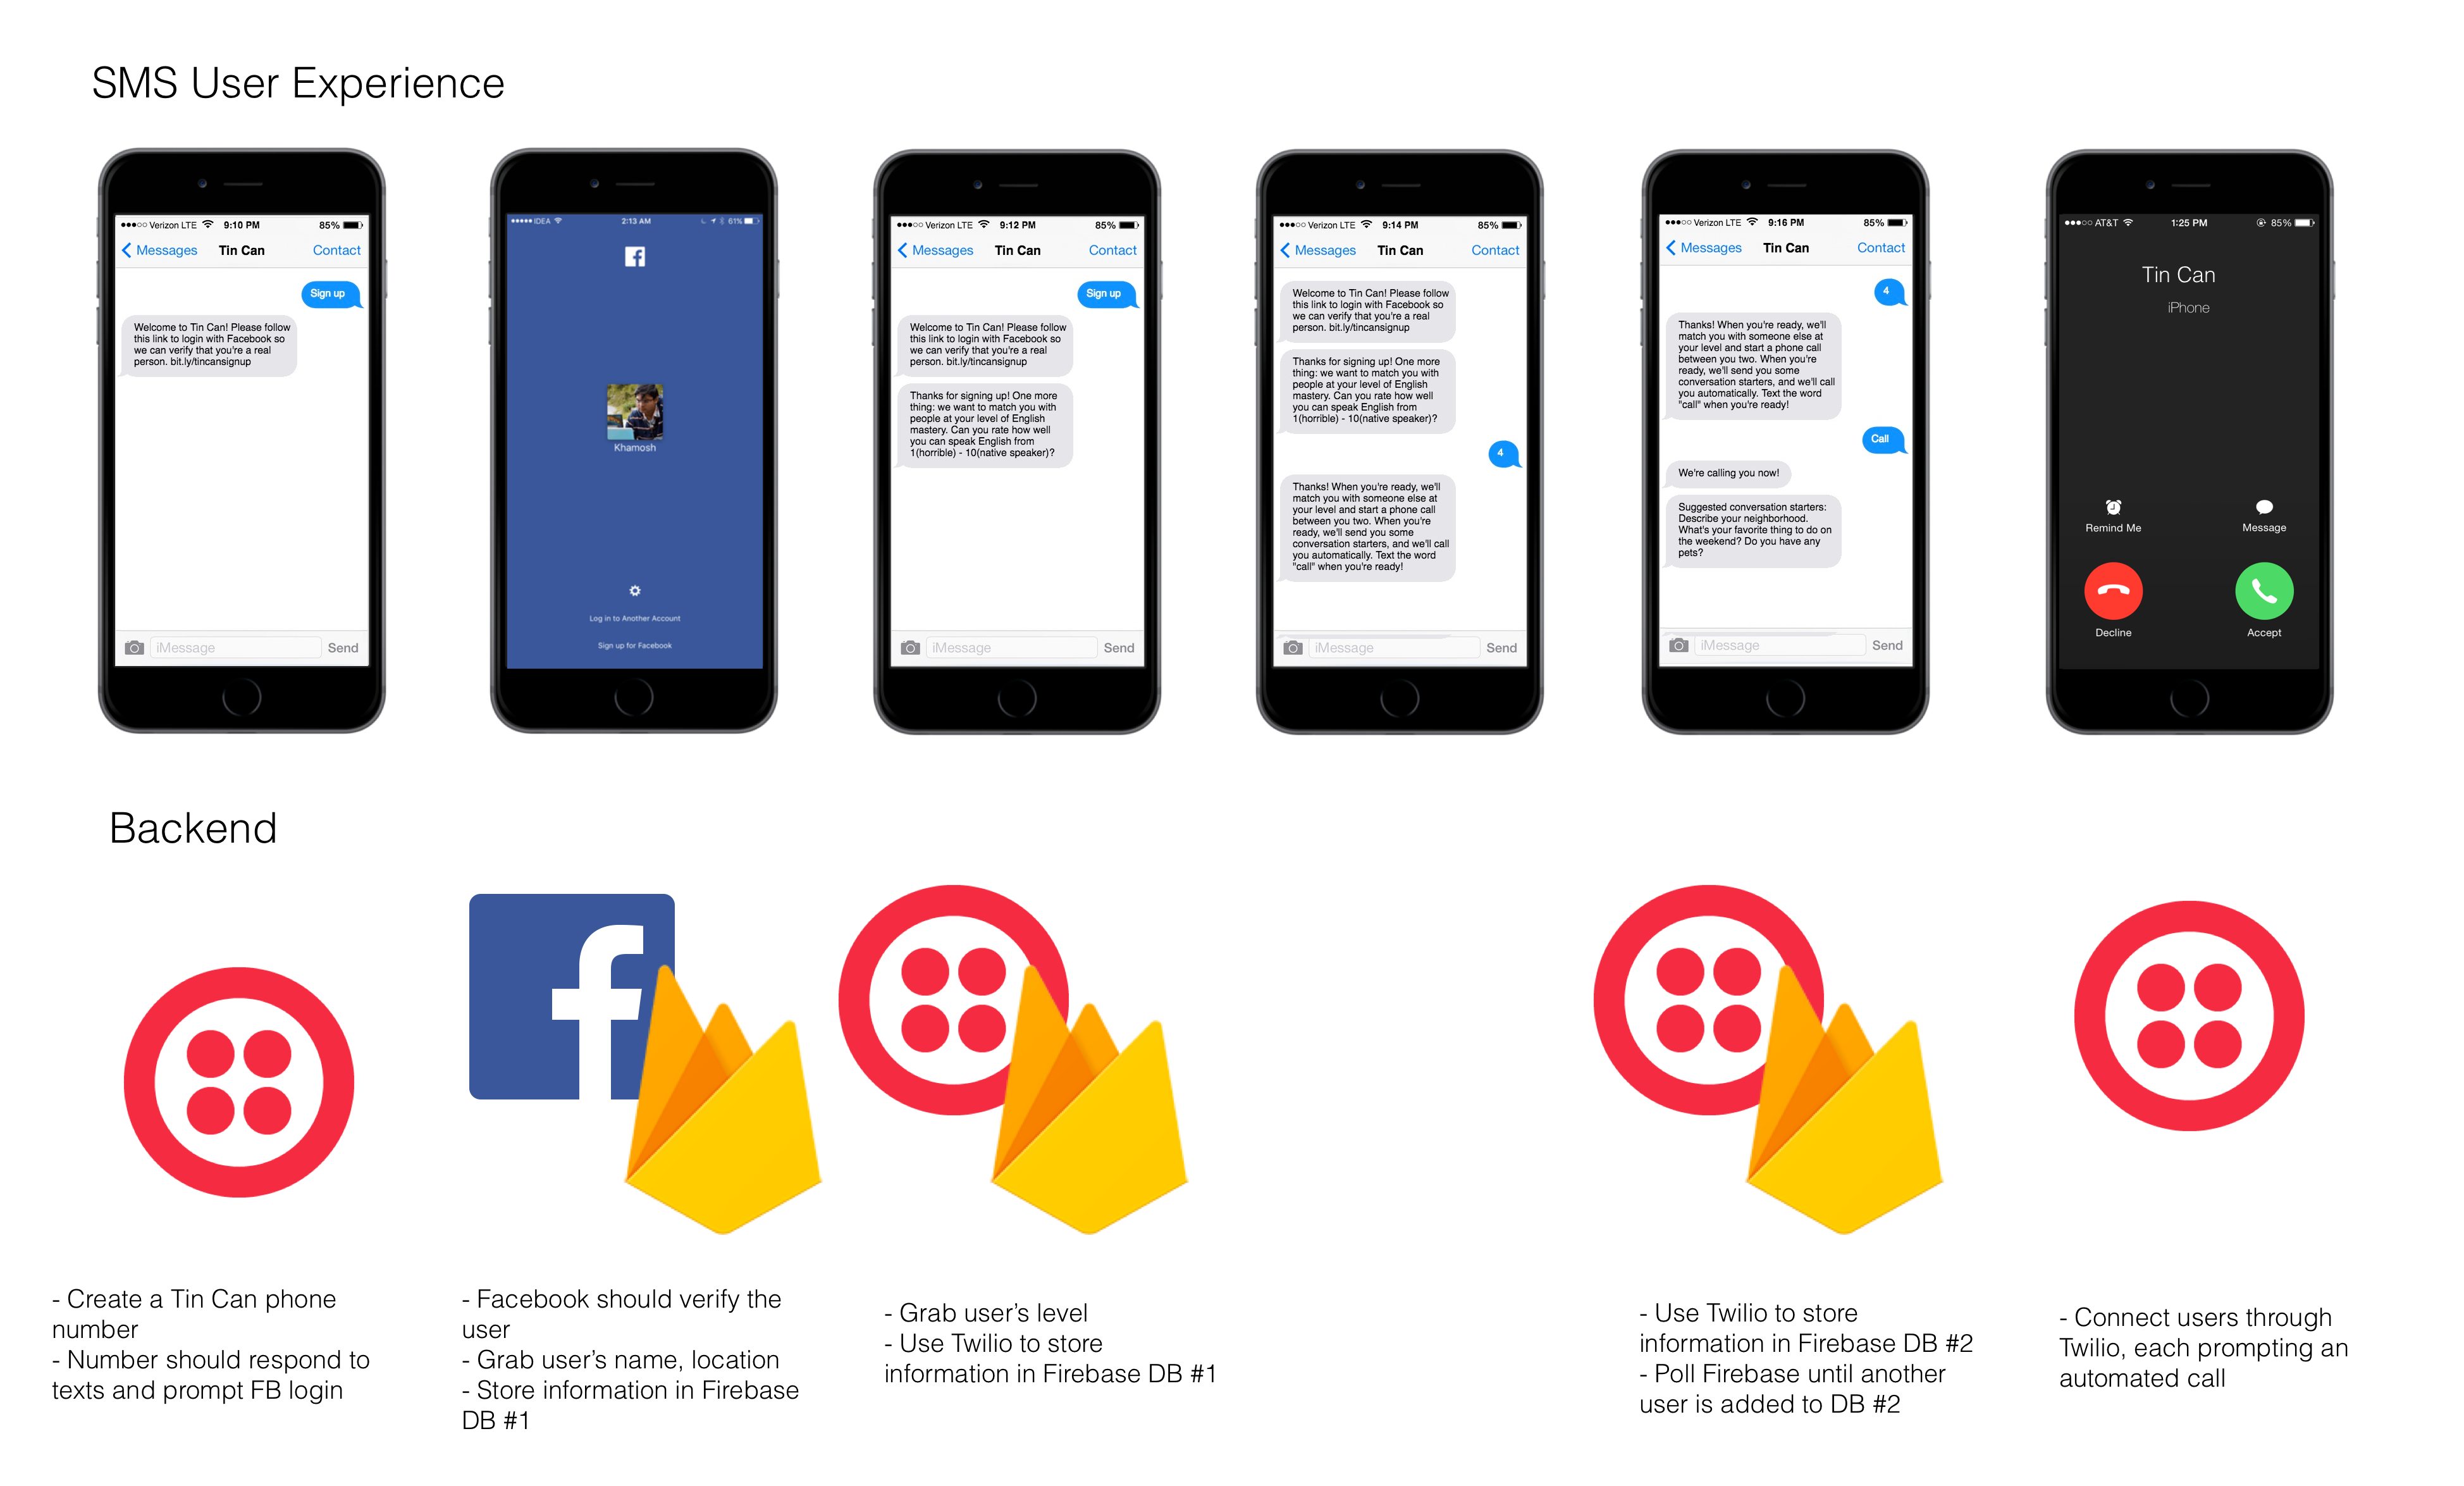 SMS User Experience
Verizon LTE 9:10 PM 85%
Messages Tin Can Contact
Sign up
Welcome to Tin Can! Please follow
this link to login with Facebook so
we can verify that you're a real
person. bit.ly/tincansignup
iMessage Send
IDEA 2:13 AM 61%
Khamosh
Log in to Another Account
Sign up for Facebook
Verizon LTE 9:12 PM 85%
Messages Tin Can Contact
Sign up
Welcome to Tin Can! Please follow
this link to login with Facebook so
we can verify that you're a real
person. bit.ly/tincansignup
Thanks for signing up! One more
thing: we want to match you with
people at your level of English
mastery. Can you rate how well
you can speak English from
1(horrible) - 10(native speaker)?
iMessage Send
Verizon LTE 9:14 PM 85%
Messages Tin Can Contact
Welcome to Tin Can! Please follow
this link to login with Facebook so
we can verify that you're a real
person. bit.ly/tincansignup
Thanks for signing up! One more
thing: we want to match you with
people at your level of English
mastery. Can you rate how well
you can speak English from
1(horrible) - 10(native speaker)?
4
Thanks! When you're ready, we'll
match you with someone else at
your level and start a phone call
between you two. When you're
ready, we'll send you some
conversation starters, and we'll call
you automatically. Text the word
"call" when you're ready!
iMessage Send
Verizon LTE 9:16 PM 85%
Messages Tin Can Contact
4
Thanks! When you're ready, we'll
match you with someone else at
your level and start a phone call
between you two. When you're
ready, we'll send you some
conversation starters, and we'll call
you automatically. Text the word
"call" when you're ready!
Call
We're calling you now!
Suggested conversation starters:
Describe your neighborhood.
What's your favorite thing to do on
the weekend? Do you have any
pets?
iMessage Send
AT&T 1:25 PM 85%
Tin Can
iPhone
Remind Me Message
Decline Accept
Backend
- Create a Tin Can phone
number
- Number should respond to
texts and prompt FB login
- Facebook should verify the
user
- Grab user’s name, location
- Store information in Firebase
DB #1
- Grab user’s level
- Use Twilio to store
information in Firebase DB #1
- Use Twilio to store
information in Firebase DB #2
- Poll Firebase until another
user is added to DB #2
- Connect users through
Twilio, each prompting an
automated call